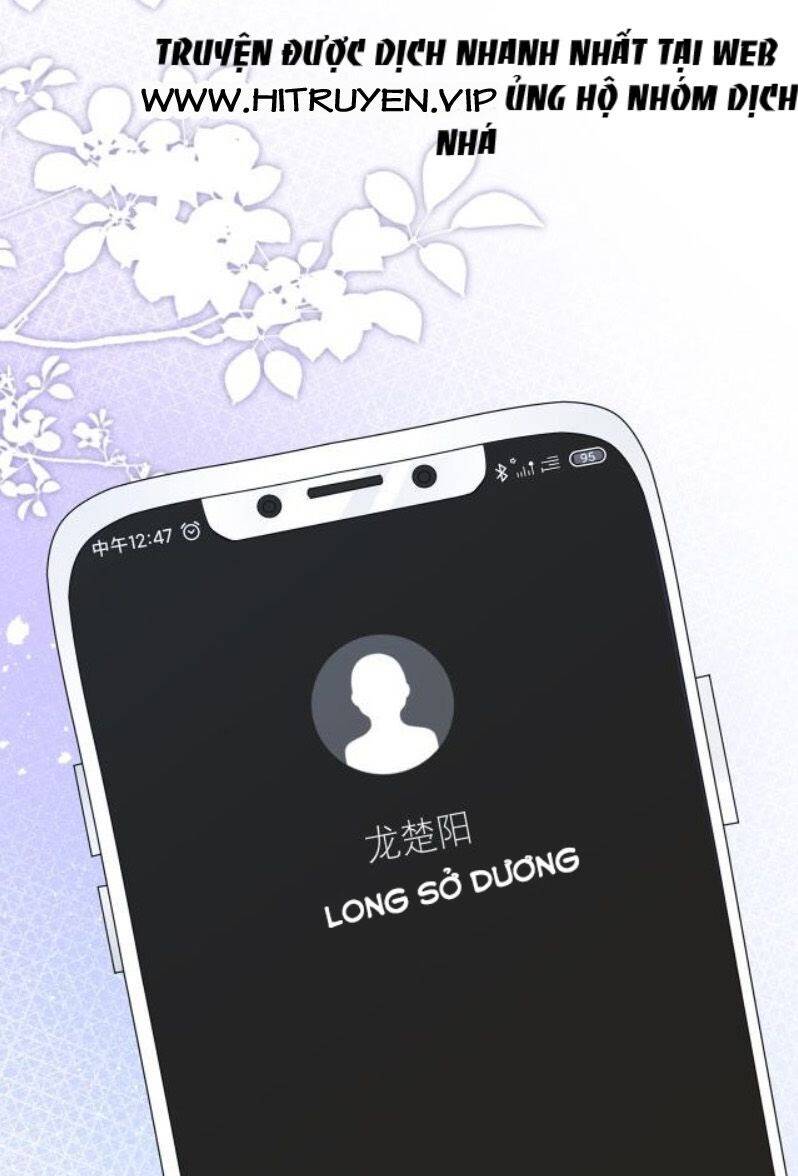 TRUYỆN ĐƯỢC DỊCH NHANH NHẤT TẠI WEB
WWW.HITRUYEN.VIP ỦNG HỘ NHÓM DỊCH
NHÁ
中午12:47
95
龙楚阳
LONG SỞ DƯƠNG